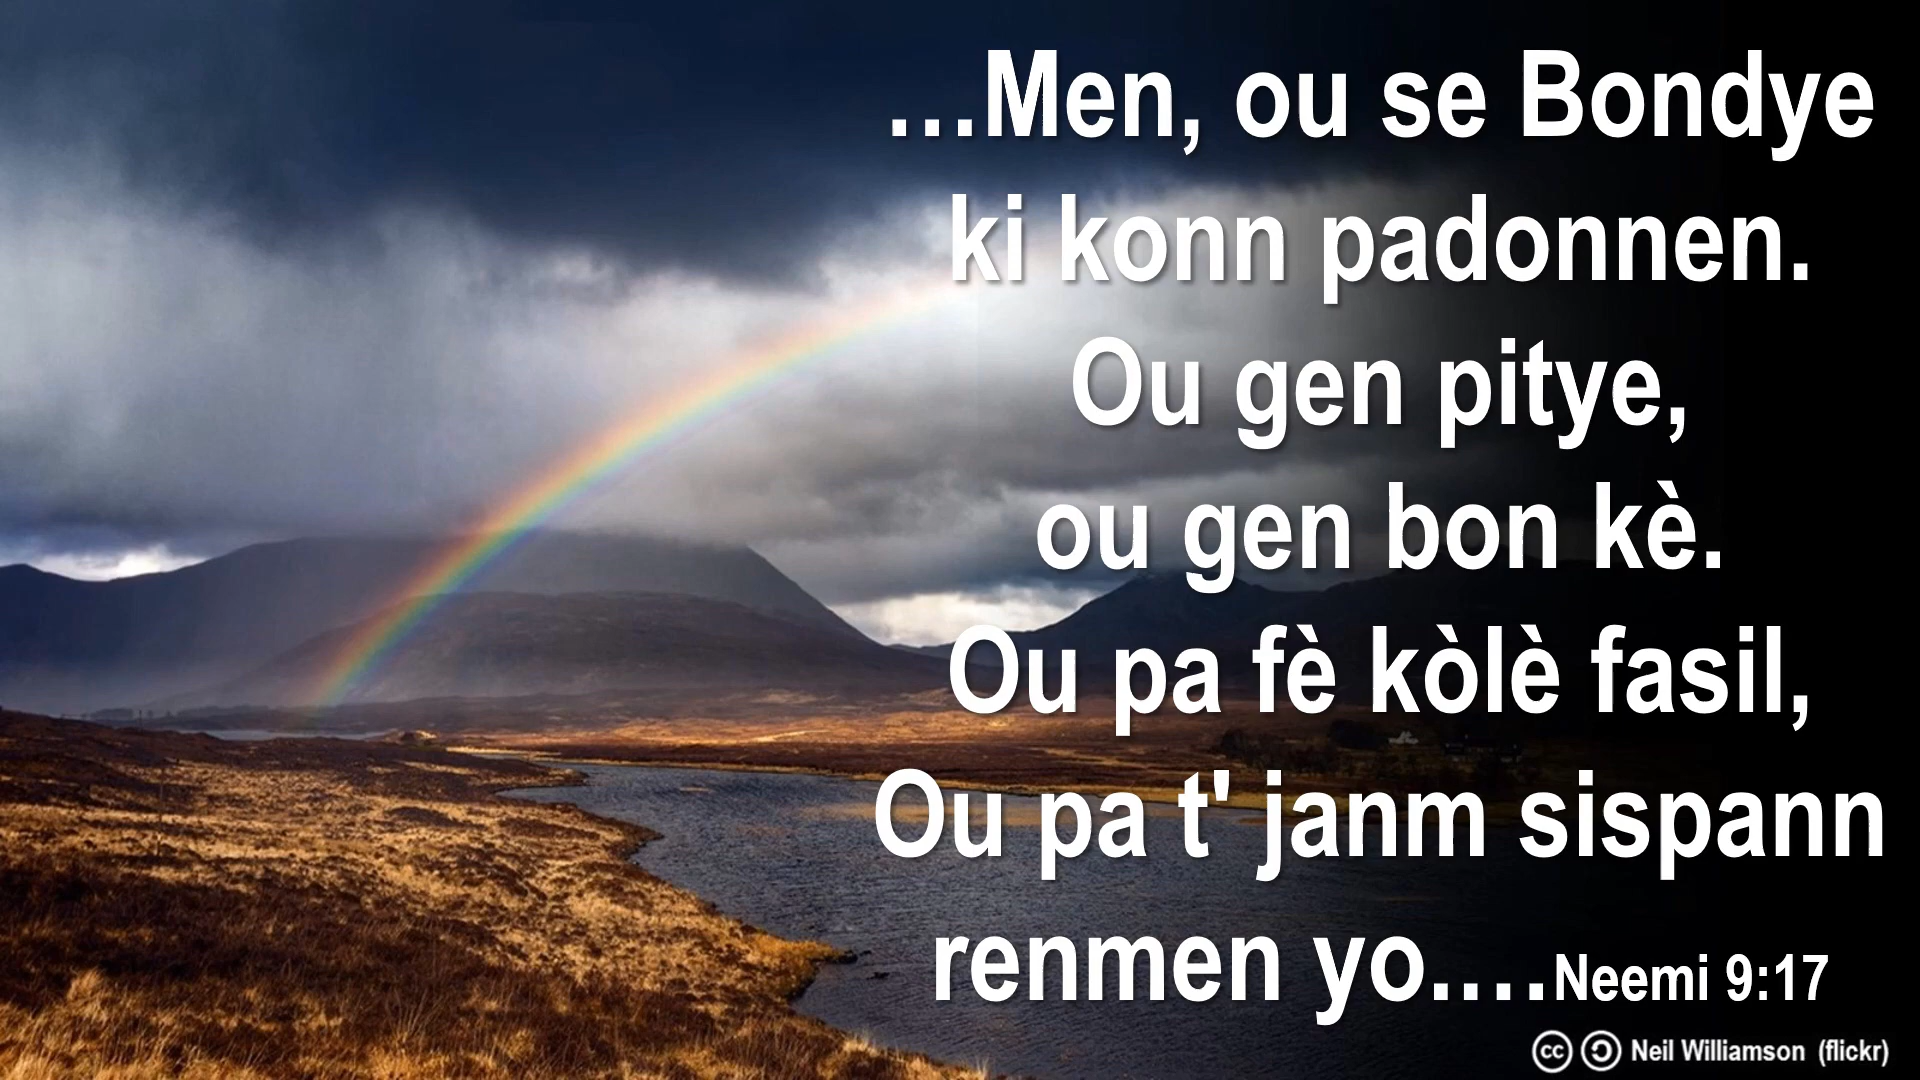 …Men, ou se Bondye
ki konn padonnen.
Ou gen pitye,
ou gen bon kè.
Ou pa fè kòlè fasil,
Ou pa t' janm sispann
renmen yo.…Neemi 9:17
cc Neil Williamson (flickr)